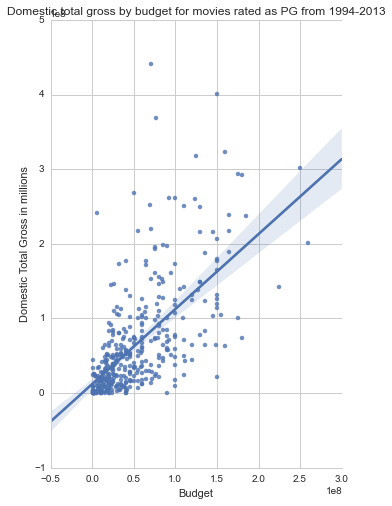 Domestic total gross by budget for movies rated as PG from 1994-2013
1e8
5
4
3
2
1
0
−1
Domestic Total Gross in millions
−0.5 0.0 0.5 1.0 1.5 2.0 2.5 3.0
1e8
Budget